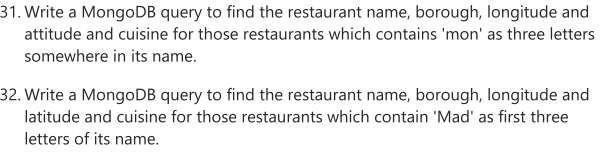 31. Write a MongoDB query to find the restaurant name, borough, longitude and
attitude and cuisine for those restaurants which contains 'mon' as three letters
somewhere in its name.
32. Write a MongoDB query to find the restaurant name, borough, longitude and
latitude and cuisine for those restaurants which contain 'Mad' as first three
letters of its name.